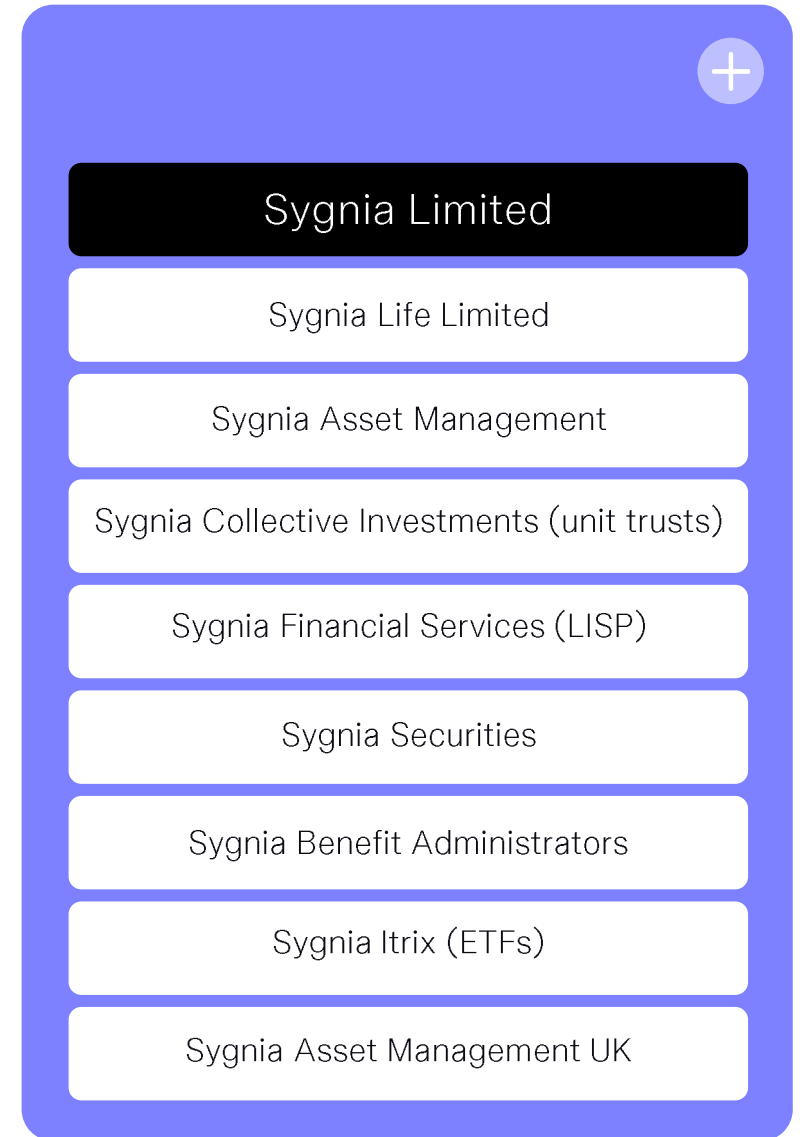 Sygnia Limited
Sygnia Life Limited
Sygnia Asset Management
Sygnia Collective Investments (unit trusts)
Sygnia Financial Services (LISP)
Sygnia Securities
Sygnia Benefit Administrators
Sygnia Itrix (ETFs)
Sygnia Asset Management UK